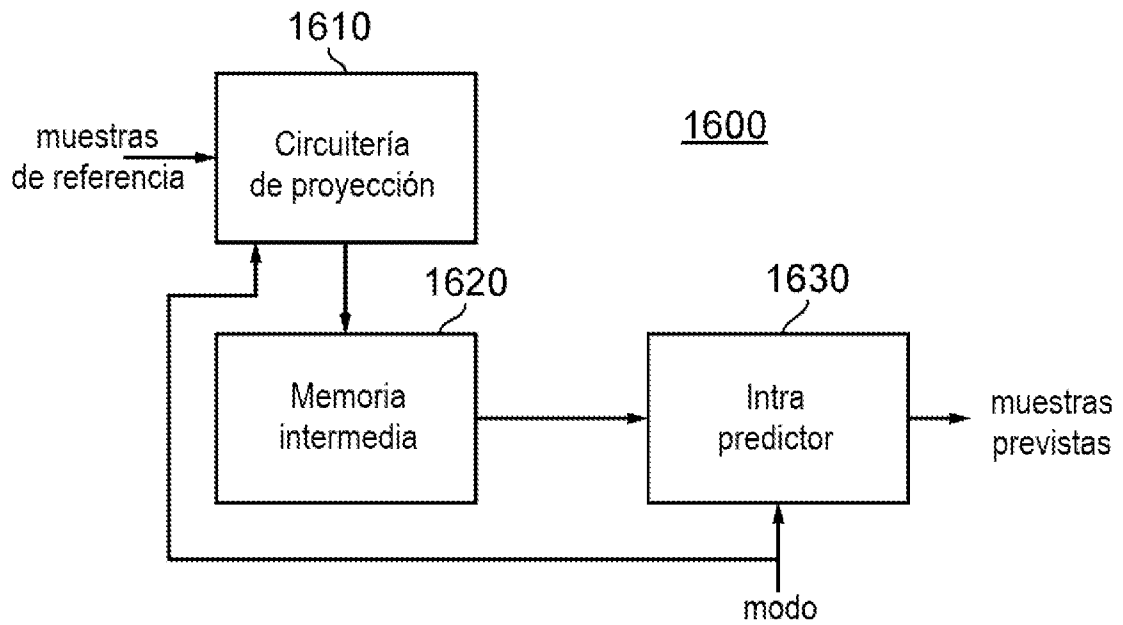 1610
muestras
de referencia
Circuitería
de proyección
1600
1620
1630
Memoria
intermedia
Intra
predictor
muestras
previstas
modo